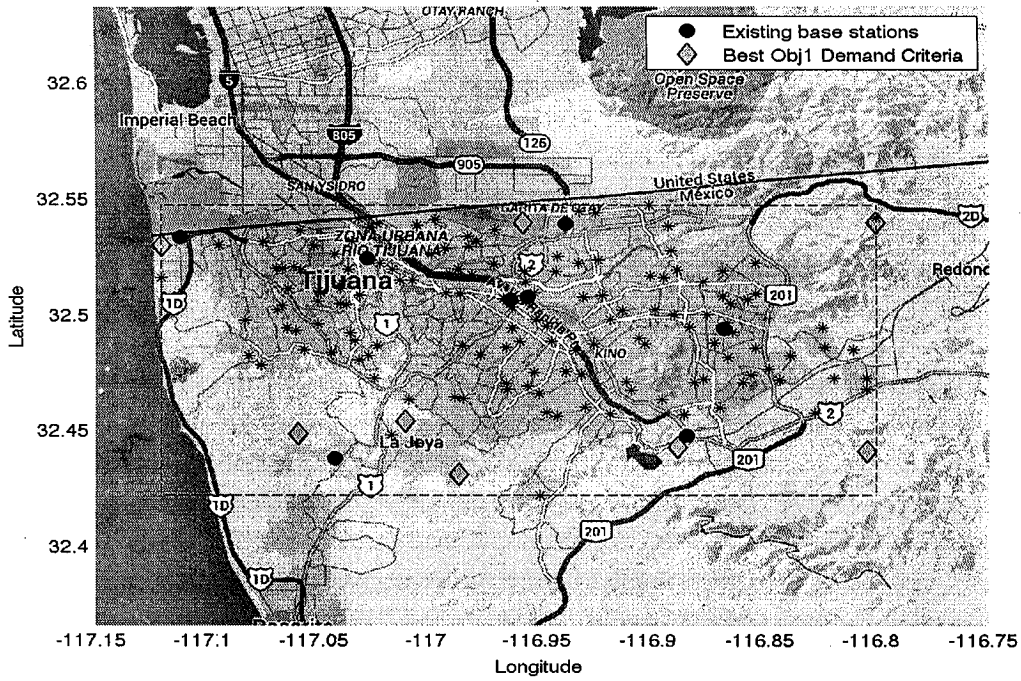 OTAY RANCH
Existing base stations
Best Obj1 Demand Criteria
Open Space
Preserve
32.6
5
Imperial Beach
805
125
905
SAN YSIDRO
United States
México
32.55
GARITA DE OTAY
201
2D
ZONA URBANA
RIO TIJUANA
2
Redond
Tijuana
1D
201
32.5
1
KINO
Latitude
2
32.45
La Joya
201
1
1D
201
32.4
1D
-117.15
-117.1
-117.05
-117
-116.95
-116.9
-116.85
-116.8
-116.75
Longitude